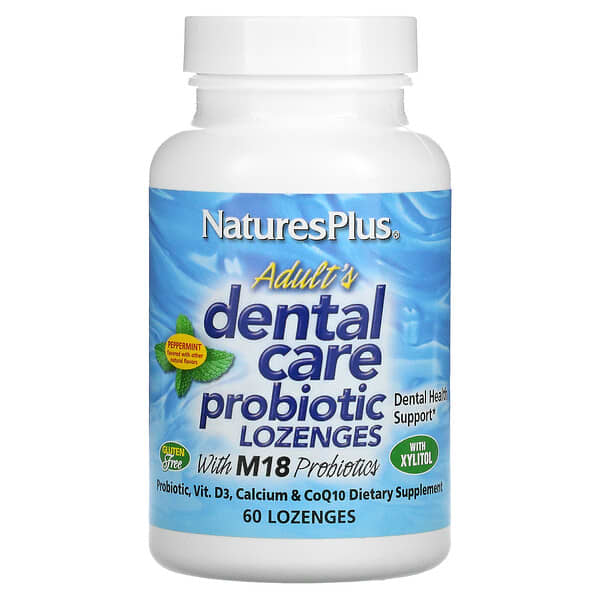 NaturesPlus®
Adult's
dental
care
probiotic
LOZENGES
With M18 Probiotics
PEPPERMINT
flavored with other
natural flavors
Dental Health
Support*
GLUTEN
Free
WITH
XYLITOL
Probiotic, Vit. D3, Calcium & CoQ10 Dietary Supplement
60 LOZENGES